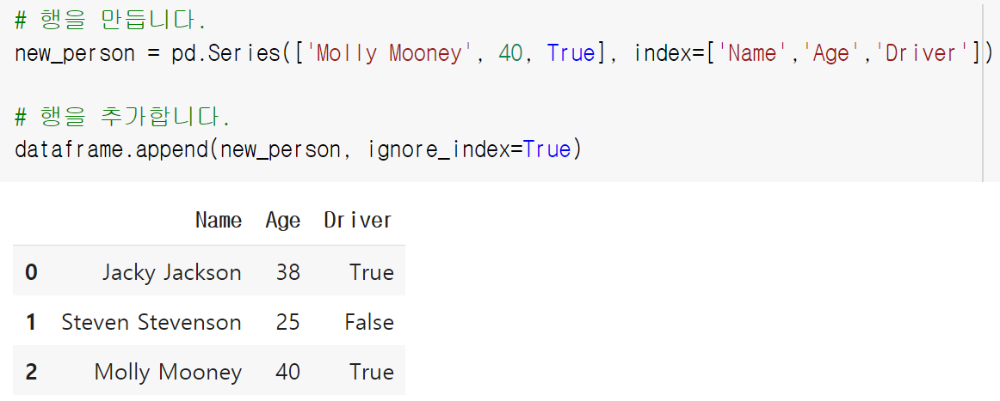 # 행을 만듭니다.
new_person = pd.Series(['Molly Mooney', 40, True], index=['Name','Age','Driver'])
# 행을 추가합니다.
dataframe.append(new_person, ignore_index=True)
Name Age Driver
0 Jacky Jackson 38 True
1 Steven Stevenson 25 False
2 Molly Mooney 40 True